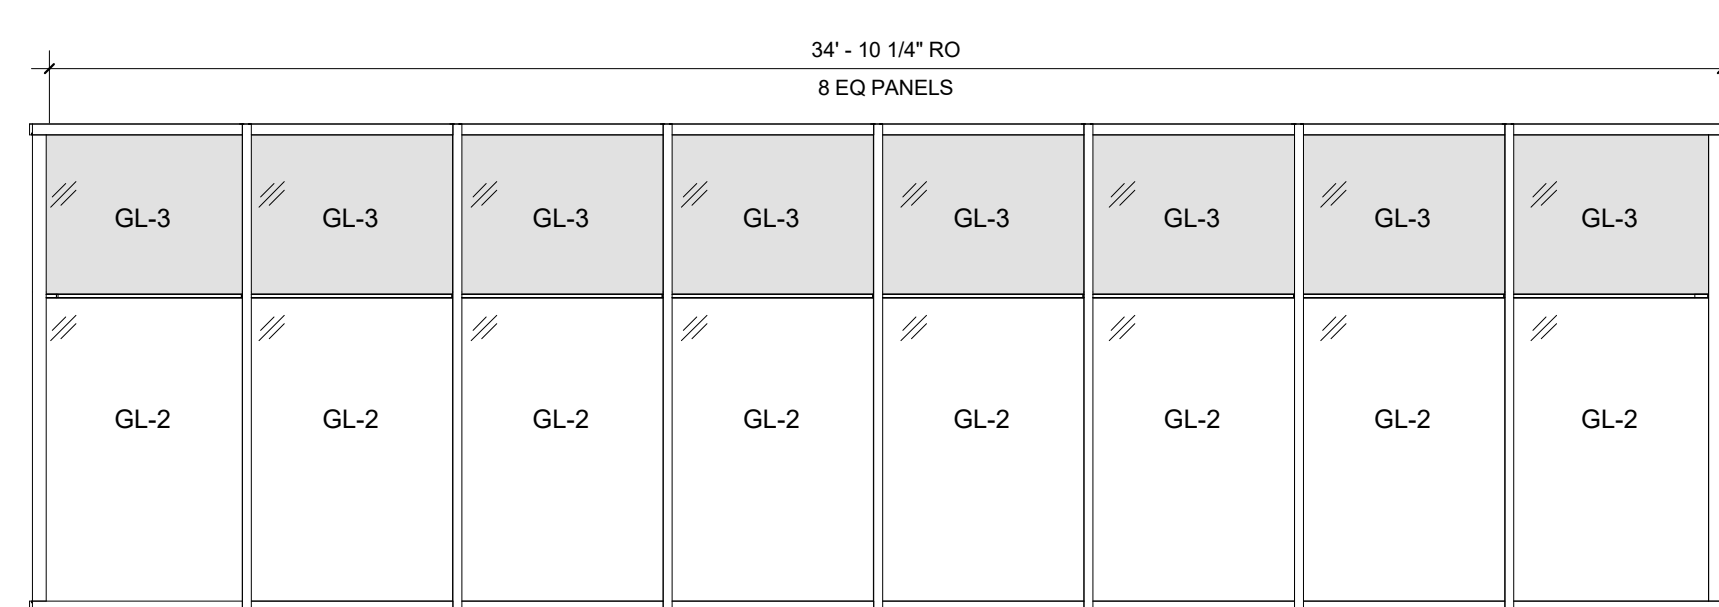 34' - 10 1/4" RO
8 EQ PANELS
GL-3 GL-3 GL-3 GL-3 GL-3 GL-3 GL-3 GL-3
GL-2 GL-2 GL-2 GL-2 GL-2 GL-2 GL-2 GL-2